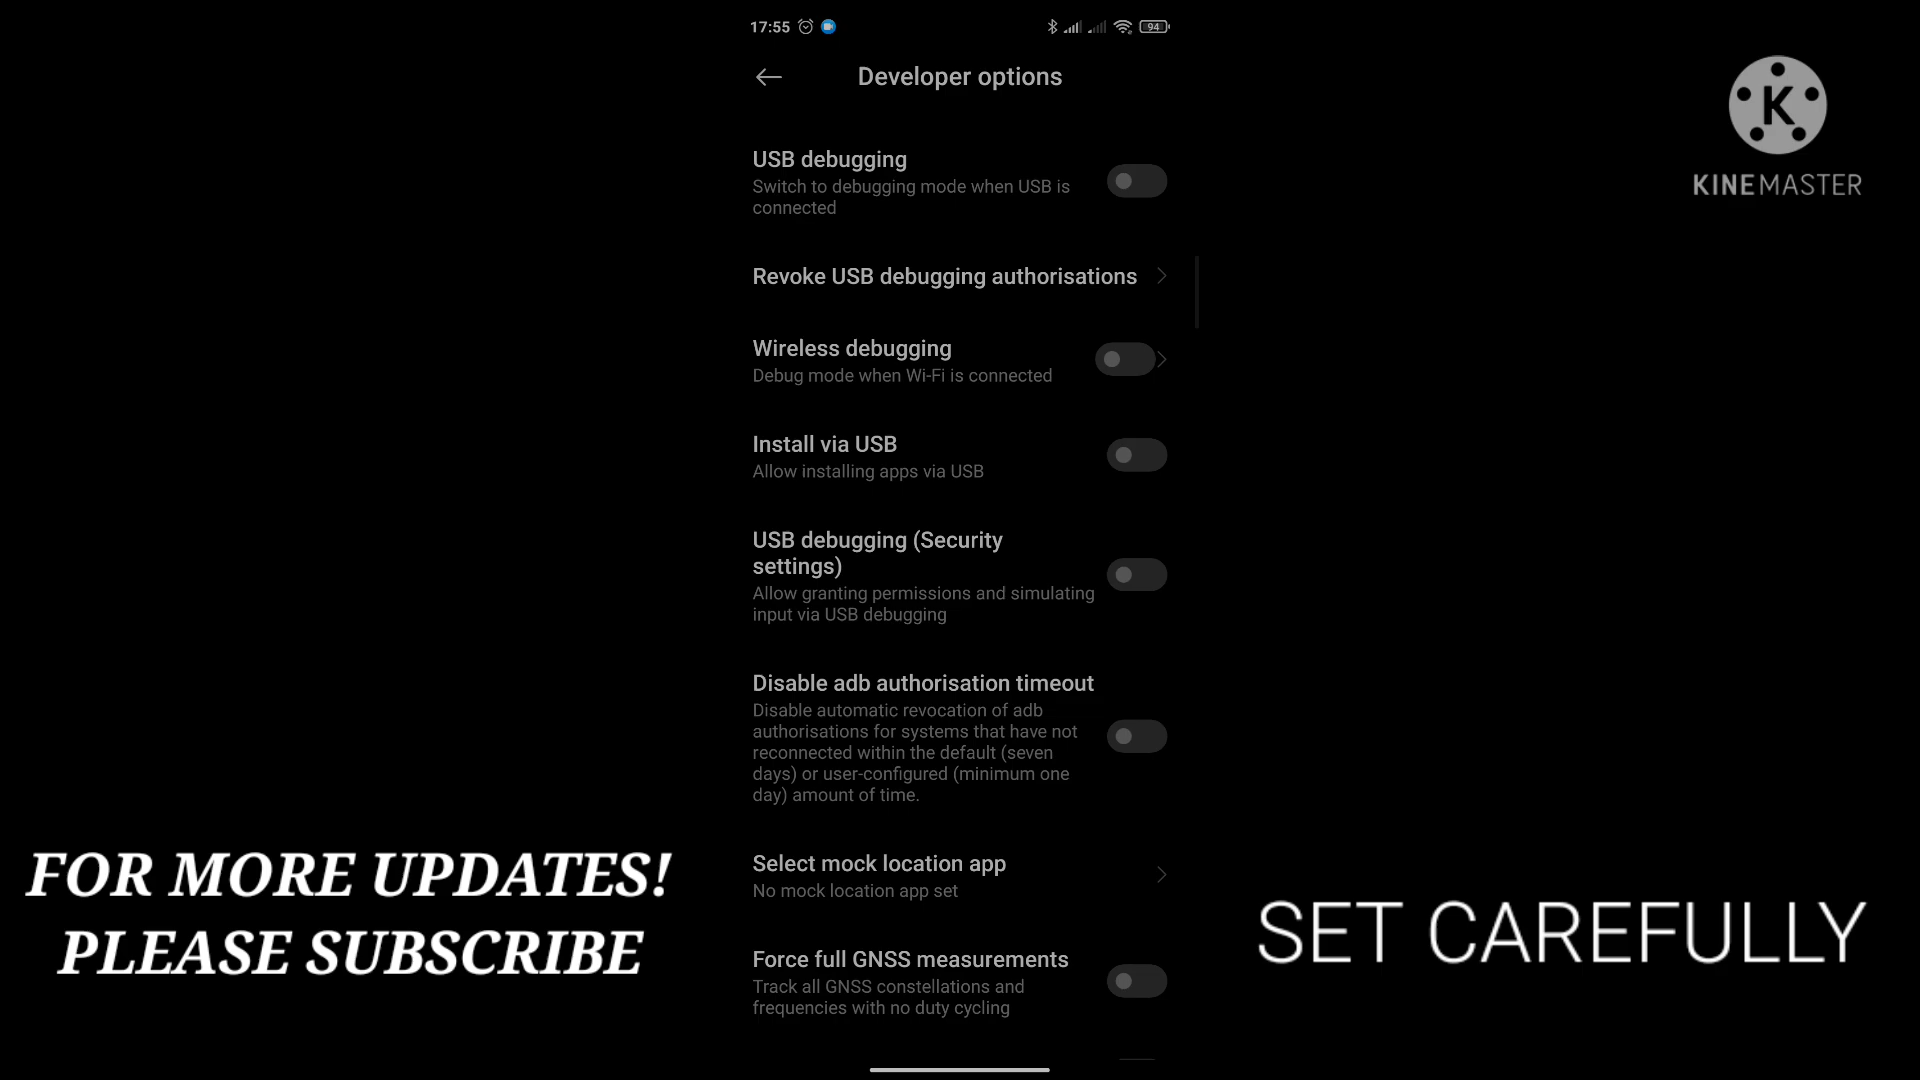 17:55
94
Developer options
K
KINEMASTER
USB debugging
Switch to debugging mode when USB is
connected
Revoke USB debugging authorisations
Wireless debugging
Debug mode when Wi-Fi is connected
Install via USB
Allow installing apps via USB
USB debugging (Security
settings)
Allow granting permissions and simulating
input via USB debugging
Disable adb authorisation timeout
Disable automatic revocation of adb
authorisations for systems that have not
reconnected within the default (seven
days) or user-configured (minimum one
day) amount of time.
Select mock location app
No mock location app set
Force full GNSS measurements
Track all GNSS constellations and
frequencies with no duty cycling
FOR MORE UPDATES!
PLEASE SUBSCRIBE
SET CAREFULLY